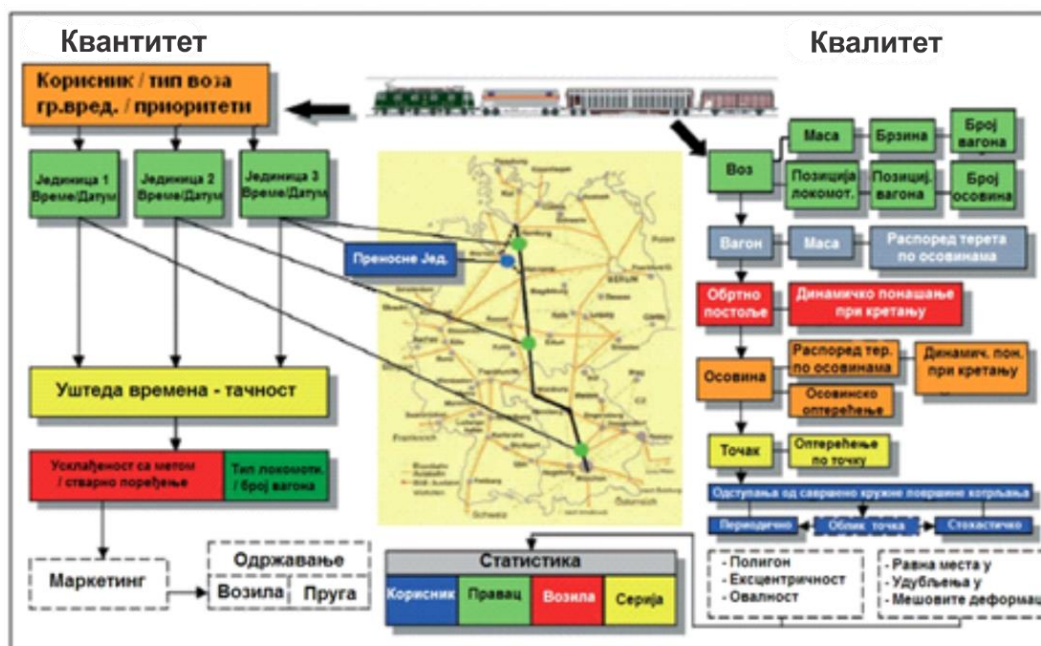 Квантитет
Квалитет
Корисник / тип воза
гр.вред. / приоритети
Јединица 1
Време/Датум
Јединица 2
Време/Датум
Јединица 3
Време/Датум
Преносне Јед.
Уштеда времена - тачност
Усклађеност са метом
/ стварно поређење
Тип локомоти.
/ број вагона
Маркетинг
Одржавање
Возила
Пруга
Воз
Маса
Брзина
Број
вагона
Позиција
локомот.
Позициј.
вагона
Број
осовина
Вагон
Маса
Распоред терета
по осовинама
Обртно
постоље
Динамичко понашање
при кретању
Осовина
Распоред тер.
по осовинама
Динамич. пон.
при кретању
Осовинско
оптерећење
Точак
Оптерећење
по точку
Одступања од савршено кружне површине котрљања
Периодично
Облик точка
Стохастичко
- Полигон
- Ексцентричност
- Овалност
- Равна места у
- Удубљења у
- Мешовите деформац
Статистика
Корисник
Правац
Возила
Серија
Frankreich
Schweiz
Österreich